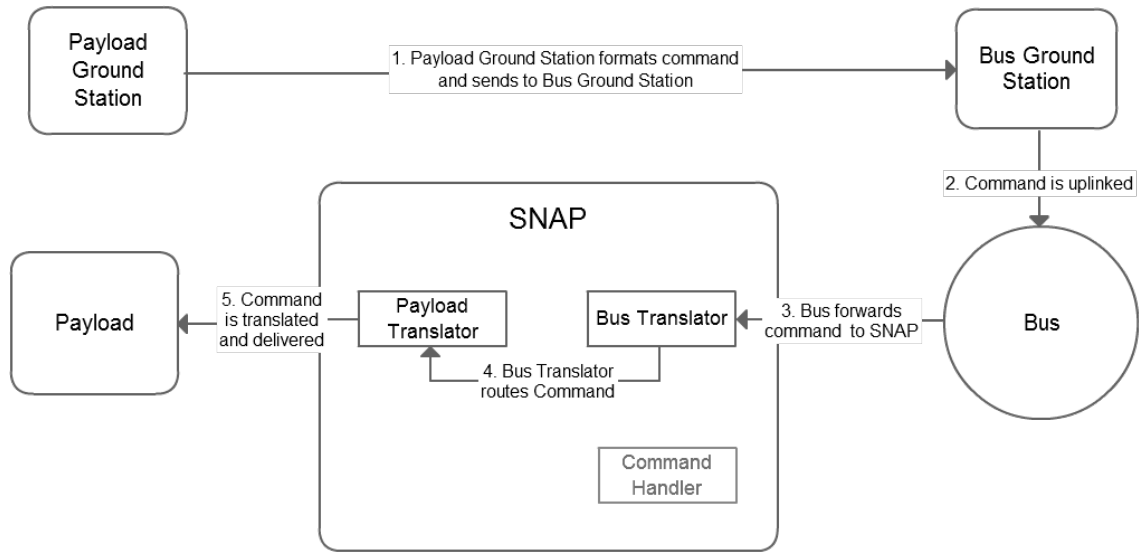 Payload
Ground
Station
1. Payload Ground Station formats command
and sends to Bus Ground Station
Bus Ground
Station
2. Command is uplinked
SNAP
Payload
5. Command
is translated
and delivered
Payload
Translator
Bus Translator
3. Bus forwards
command to SNAP
Bus
4. Bus Translator
routes Command
Command
Handler